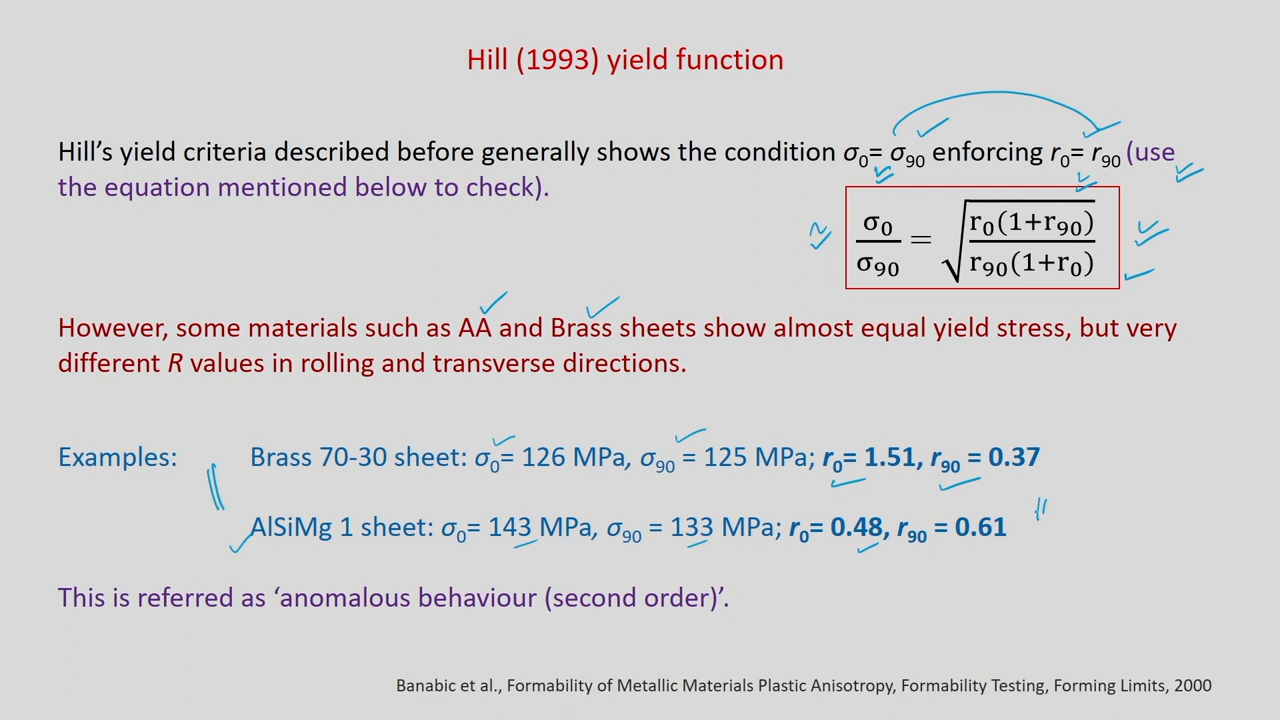 Hill (1993) yield function
Hill's yield criteria described before generally shows the condition σ₀= σ₉₀ enforcing r₀= r₉₀ (use
the equation mentioned below to check).
σ₀/σ₉₀ = √(r₀(1+r₉₀)/r₉₀(1+r₀))
However, some materials such as AA and Brass sheets show almost equal yield stress, but very
different R values in rolling and transverse directions.
Examples: Brass 70-30 sheet: σ₀= 126 MPa, σ₉₀ = 125 MPa; r₀= 1.51, r₉₀ = 0.37
AlSiMg 1 sheet: σ₀= 143 MPa, σ₉₀ = 133 MPa; r₀= 0.48, r₉₀ = 0.61
This is referred as 'anomalous behaviour (second order)'.
Banabic et al., Formability of Metallic Materials Plastic Anisotropy, Formability Testing, Forming Limits, 2000